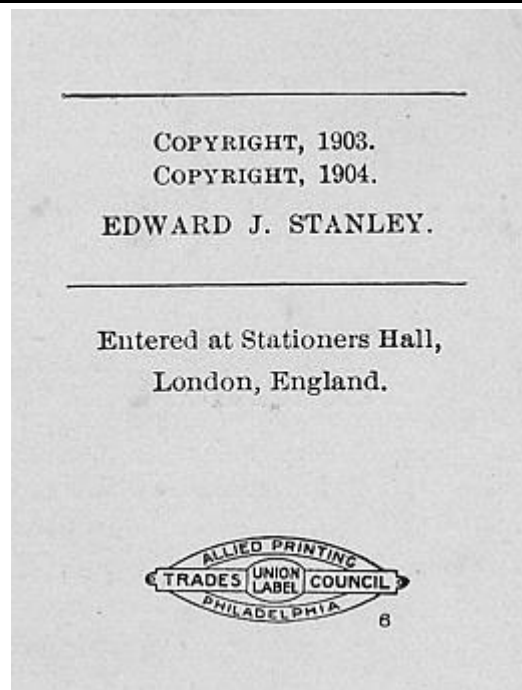 COPYRIGHT, 1903.
COPYRIGHT, 1904.
EDWARD J. STANLEY.
Entered at Stationers Hall,
London, England.
ALLIED PRINTING
TRADES UNION LABEL COUNCIL
PHILADELPHIA
6